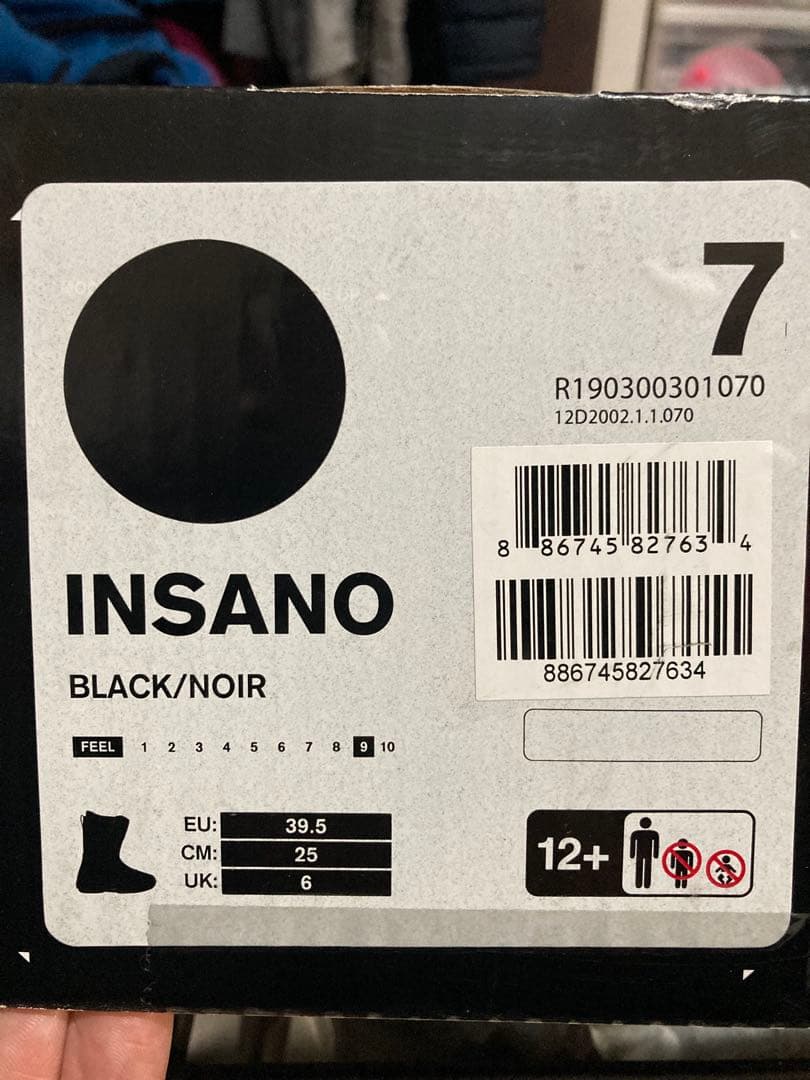 7
R190300301070
12D2002.1.1.070
8 86745 82763 4
886745827634
INSANO
BLACK/NOIR
FEEL 1 2 3 4 5 6 7 8 9 10
EU: 39.5
CM: 25
UK: 6
12+